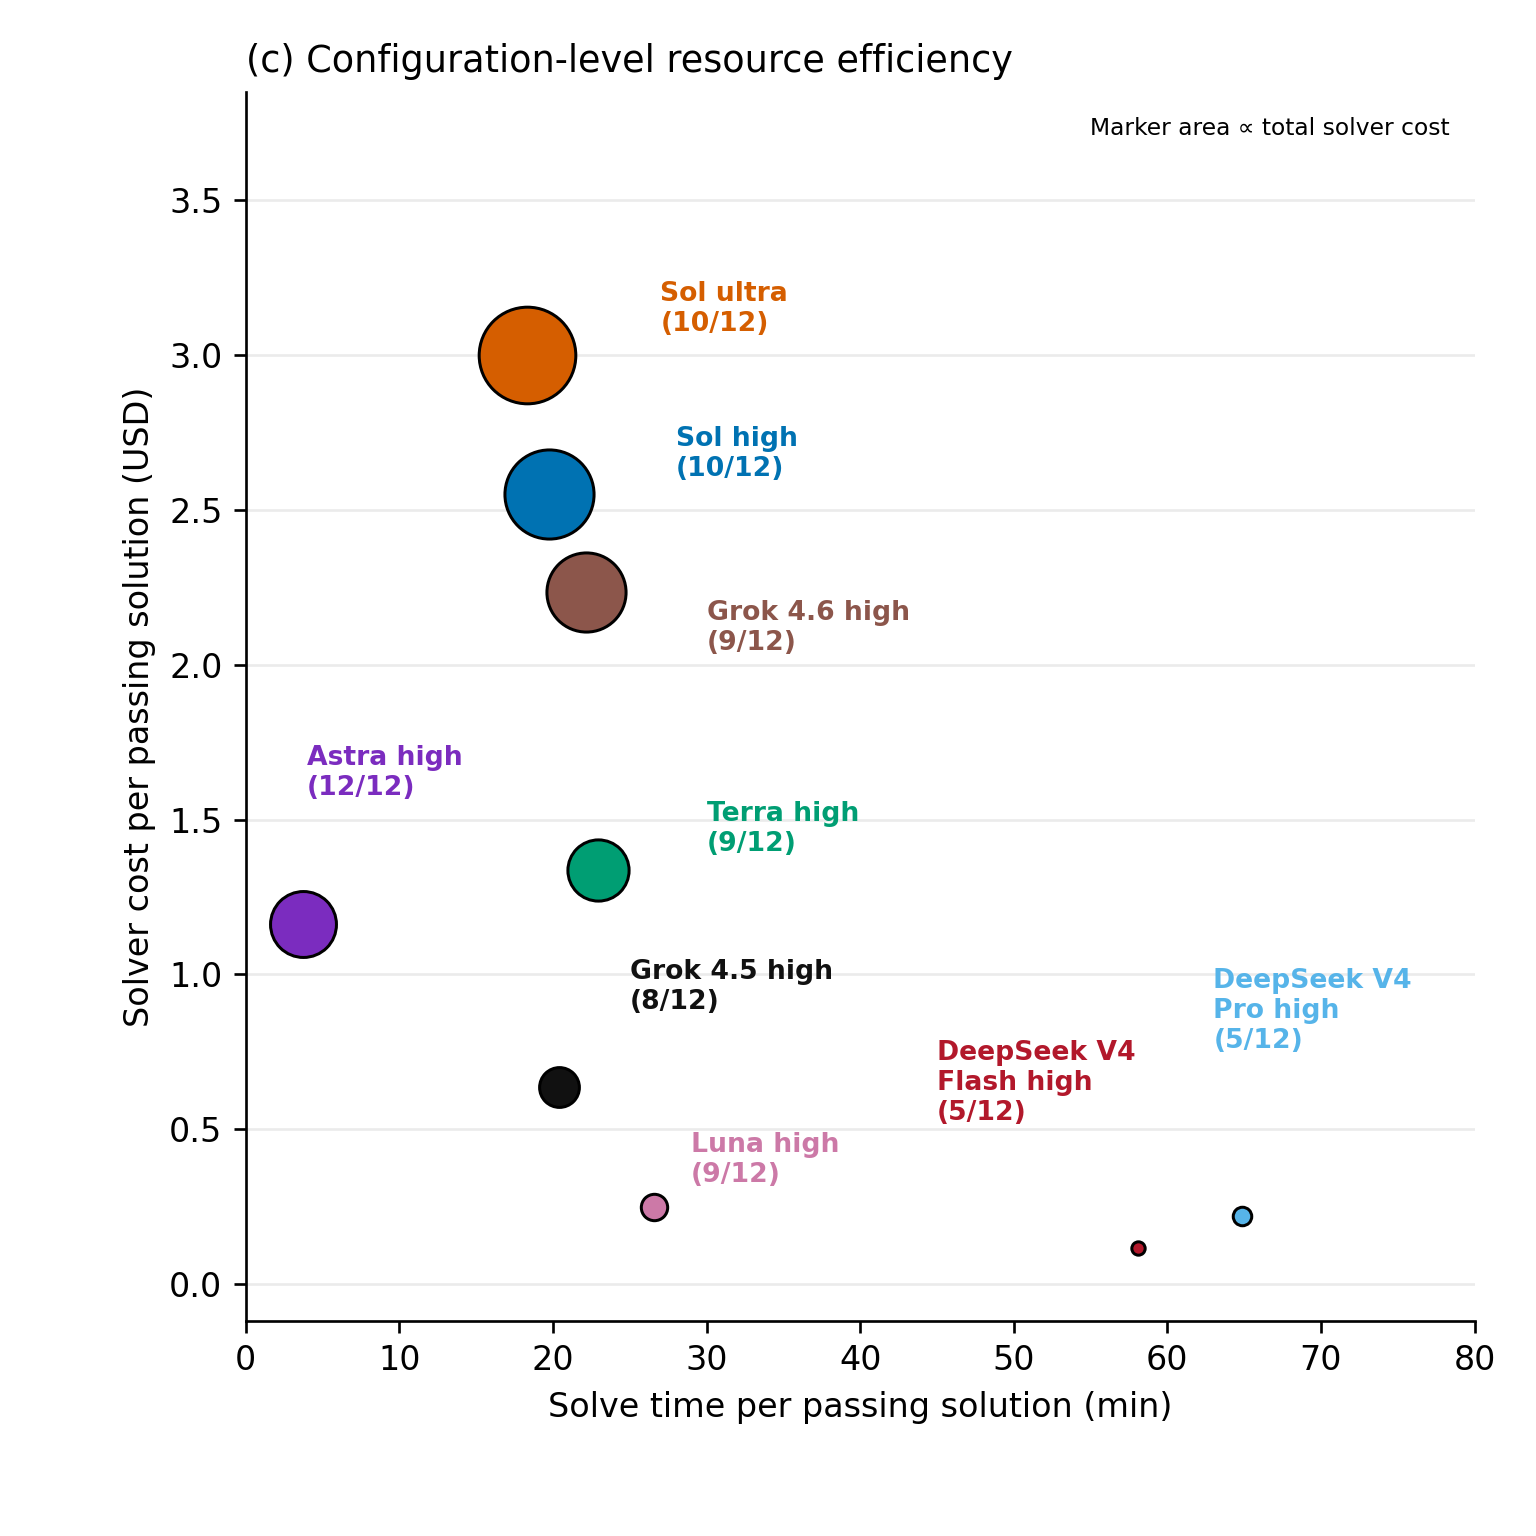 (c) Configuration-level resource efficiency
Marker area ∝ total solver cost
3.5
Sol ultra
(10/12)
3.0
Sol high
(10/12)
2.5
Grok 4.6 high
(9/12)
2.0
Astra high
(12/12)
Terra high
(9/12)
1.5
Grok 4.5 high
(8/12)
1.0
DeepSeek V4
Pro high
(5/12)
DeepSeek V4
Flash high
(5/12)
0.5
Luna high
(9/12)
0.0
Solver cost per passing solution (USD)
0 10 20 30 40 50 60 70 80
Solve time per passing solution (min)